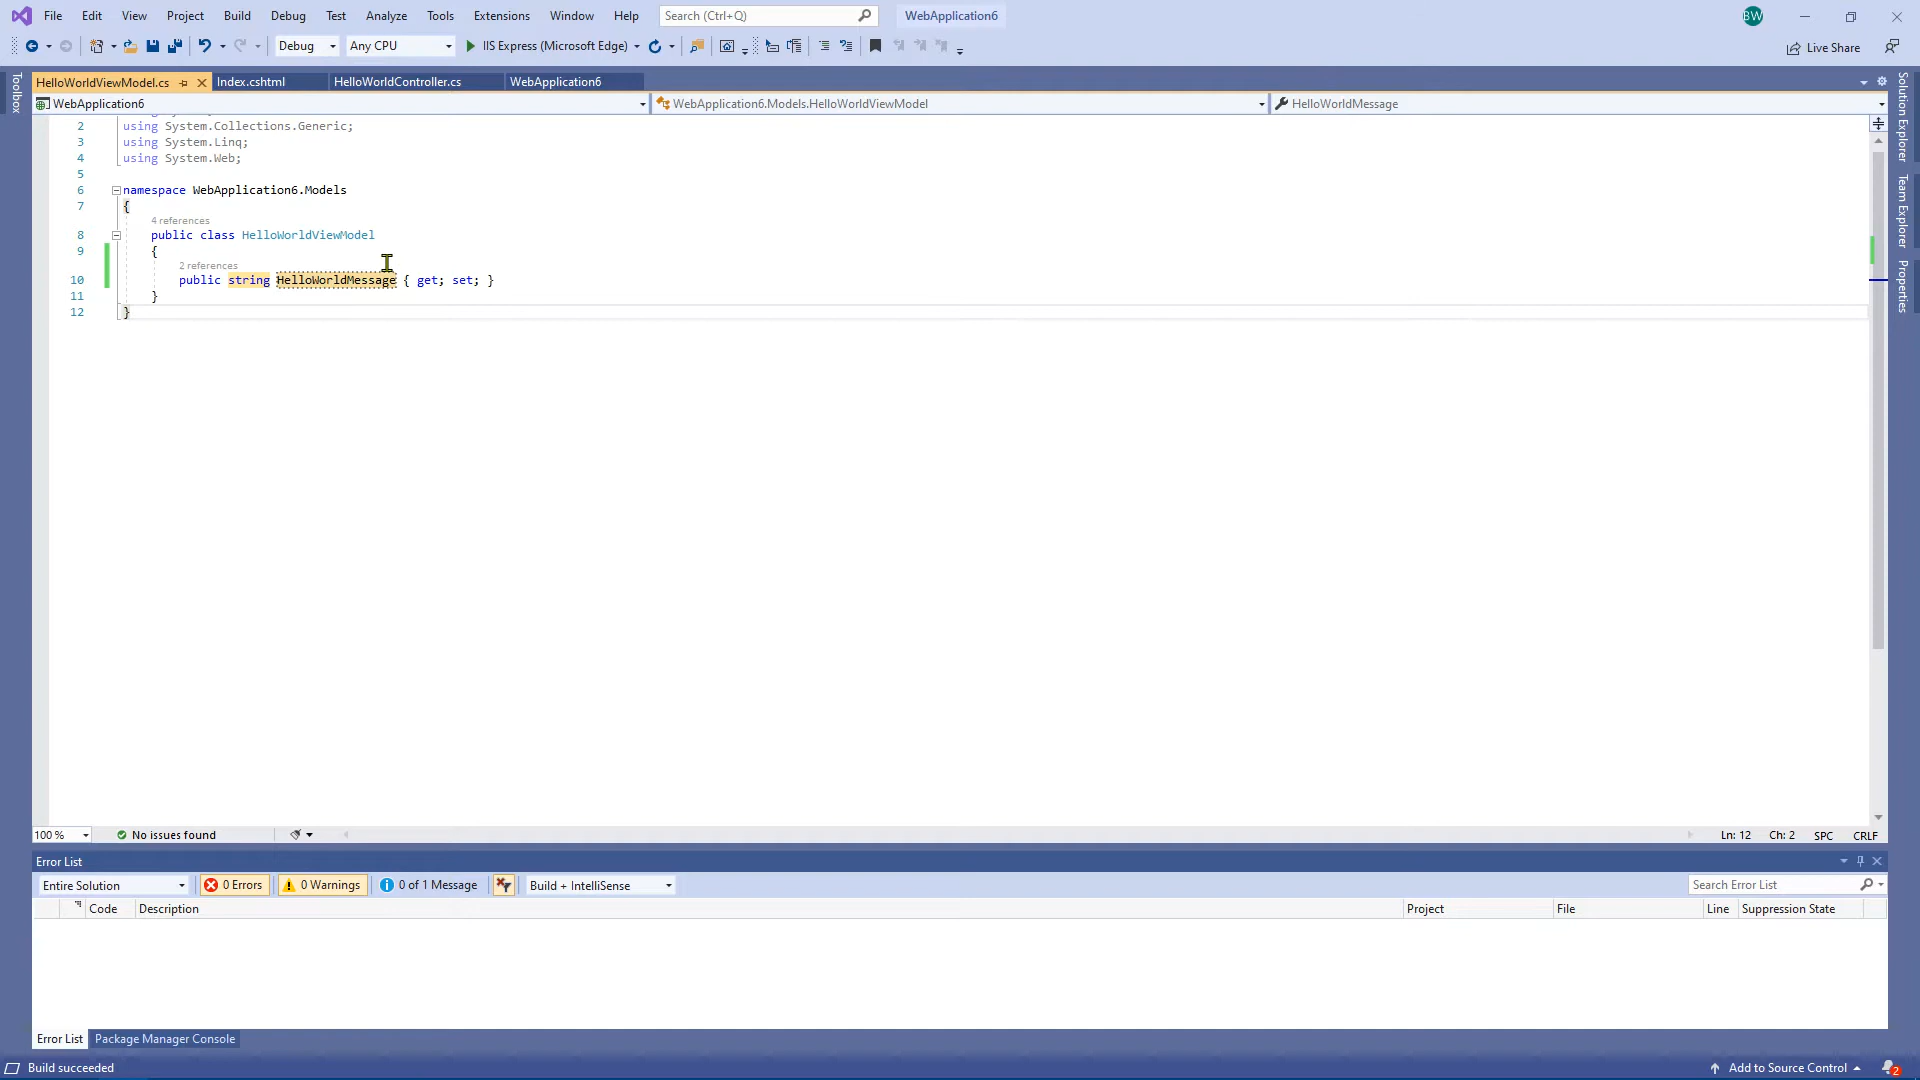 File Edit View Project Build Debug Test Analyze Tools Extensions Window Help Search (Ctrl+Q) WebApplication6 BW
Debug Any CPU IIS Express (Microsoft Edge) Live Share
Toolbox
HelloWorldViewModel.cs Index.cshtml HelloWorldController.cs WebApplication6
WebApplication6 WebApplication6.Models.HelloWorldViewModel HelloWorldMessage
2 using System.Collections.Generic;
3 using System.Linq;
4 using System.Web;
5
6 namespace WebApplication6.Models
7 {
4 references
8 public class HelloWorldViewModel
9 {
2 references
10 public string HelloWorldMessage { get; set; }
11 }
12 }
Solution Explorer
Team Explorer
Properties
100 % No issues found Ln: 12 Ch: 2 SPC CRLF
Error List
Entire Solution 0 Errors 0 Warnings 0 of 1 Message Build + IntelliSense Search Error List
Code Description Project File Line Suppression State
Error List Package Manager Console
Build succeeded Add to Source Control 2